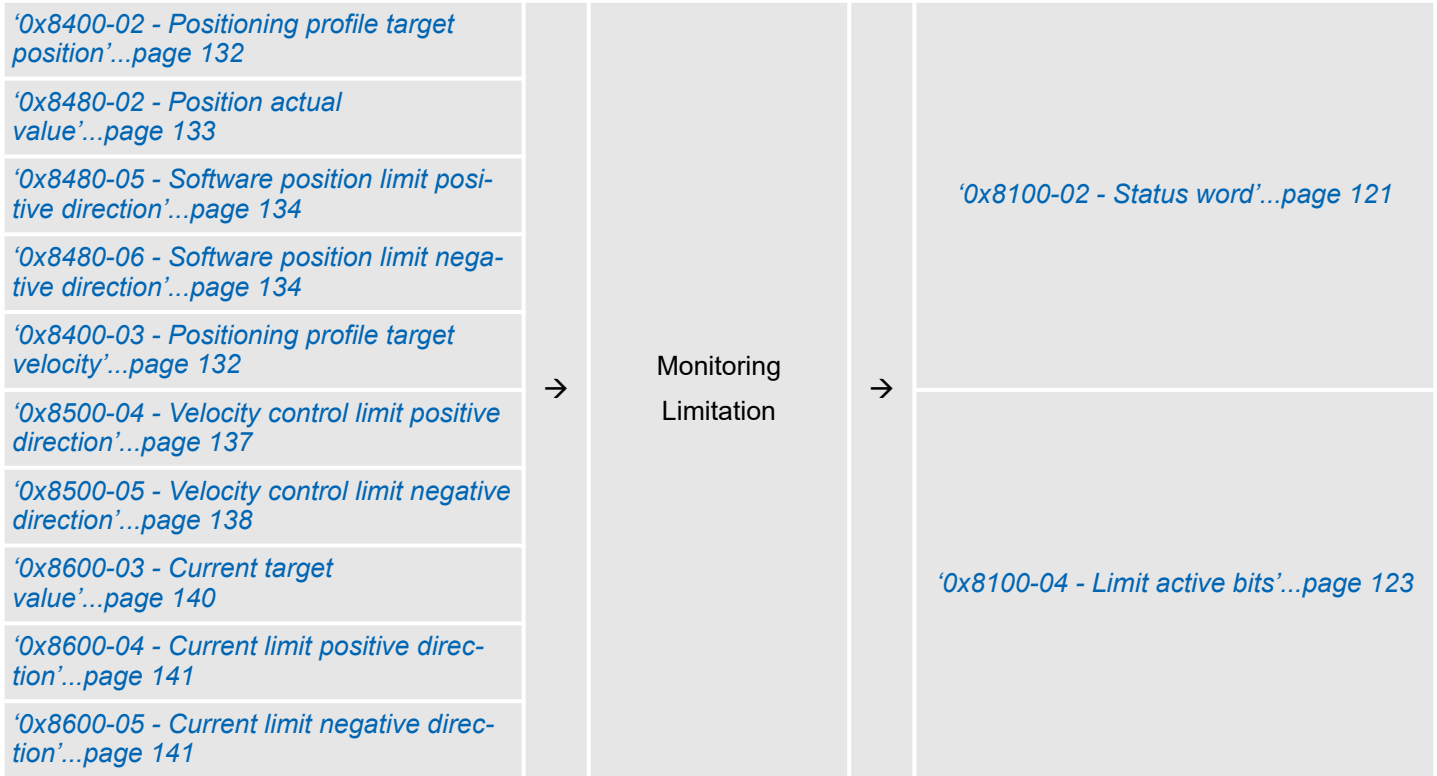 ‘0x8400-02 - Positioning profile target
position’...page 132
‘0x8480-02 - Position actual
value’...page 133
‘0x8480-05 - Software position limit posi-
tive direction’...page 134
‘0x8480-06 - Software position limit nega-
tive direction’...page 134
‘0x8400-03 - Positioning profile target
velocity’...page 132
‘0x8500-04 - Velocity control limit positive
direction’...page 137
‘0x8500-05 - Velocity control limit negative
direction’...page 138
‘0x8600-03 - Current target
value’...page 140
‘0x8600-04 - Current limit positive direc-
tion’...page 141
‘0x8600-05 - Current limit negative direc-
tion’...page 141
→
Monitoring
Limitation
→
‘0x8100-02 - Status word’...page 121
‘0x8100-04 - Limit active bits’...page 123